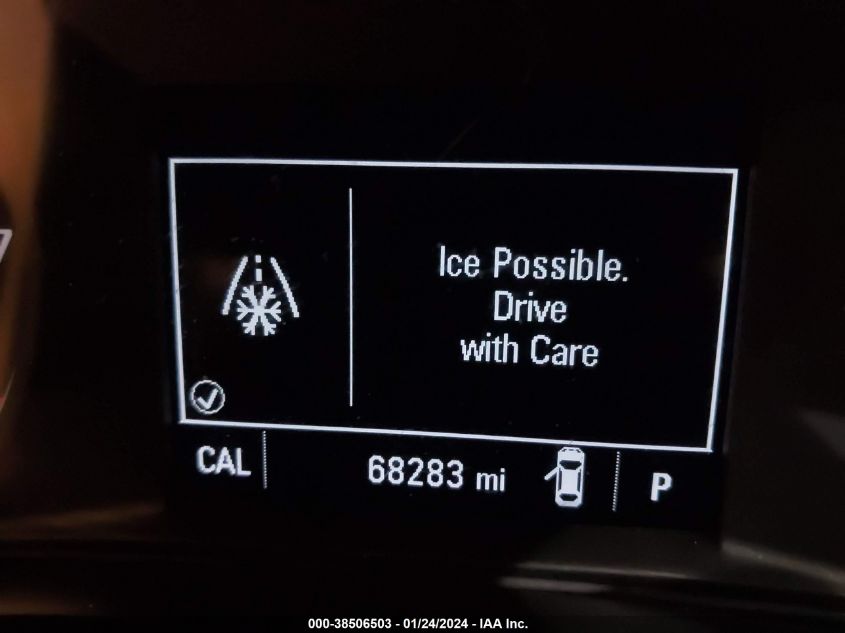 Ice Possible.
Drive
with Care
CAL
68283 mi
P
000-38506503 - 01/24/2024 - IAA Inc.